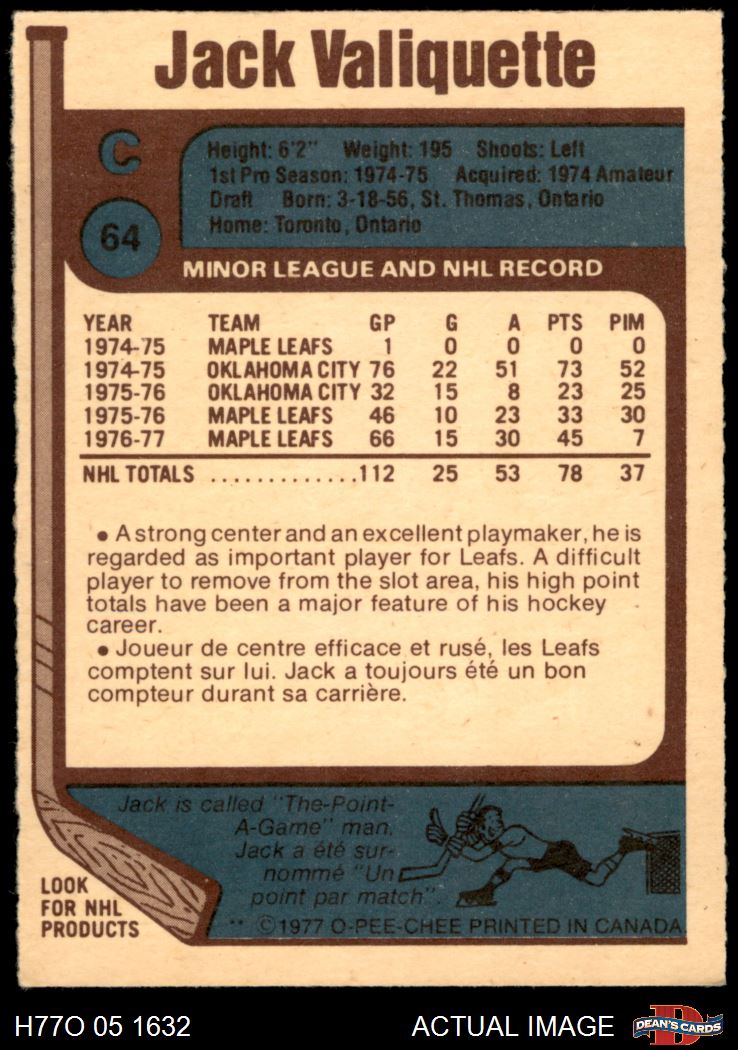 Jack Valiquette
C
64
Height: 6'2" Weight: 195 Shoots: Left
1st Pro Season: 1974-75 Acquired: 1974 Amateur
Draft Born: 3-18-56, St. Thomas, Ontario
Home: Toronto, Ontario
MINOR LEAGUE AND NHL RECORD
YEAR TEAM GP G A PTS PIM
1974-75 MAPLE LEAFS 1 0 0 0 0
1974-75 OKLAHOMA CITY 76 22 51 73 52
1975-76 OKLAHOMA CITY 32 15 8 23 25
1975-76 MAPLE LEAFS 46 10 23 33 30
1976-77 MAPLE LEAFS 66 15 30 45 7
NHL TOTALS .............112 25 53 78 37
• A strong center and an excellent playmaker, he is
regarded as important player for Leafs. A difficult
player to remove from the slot area, his high point
totals have been a major feature of his hockey
career.
• Joueur de centre efficace et rusé, les Leafs
comptent sur lui. Jack a toujours été un bon
compteur durant sa carrière.
Jack is called "The-Point-
A-Game" man.
Jack a été sur-
nommé "Un
point par match".
** ©1977 O-PEE-CHEE PRINTED IN CANADA
LOOK
FOR NHL
PRODUCTS
H77O 05 1632
ACTUAL IMAGE
D
DEAN'S CARDS